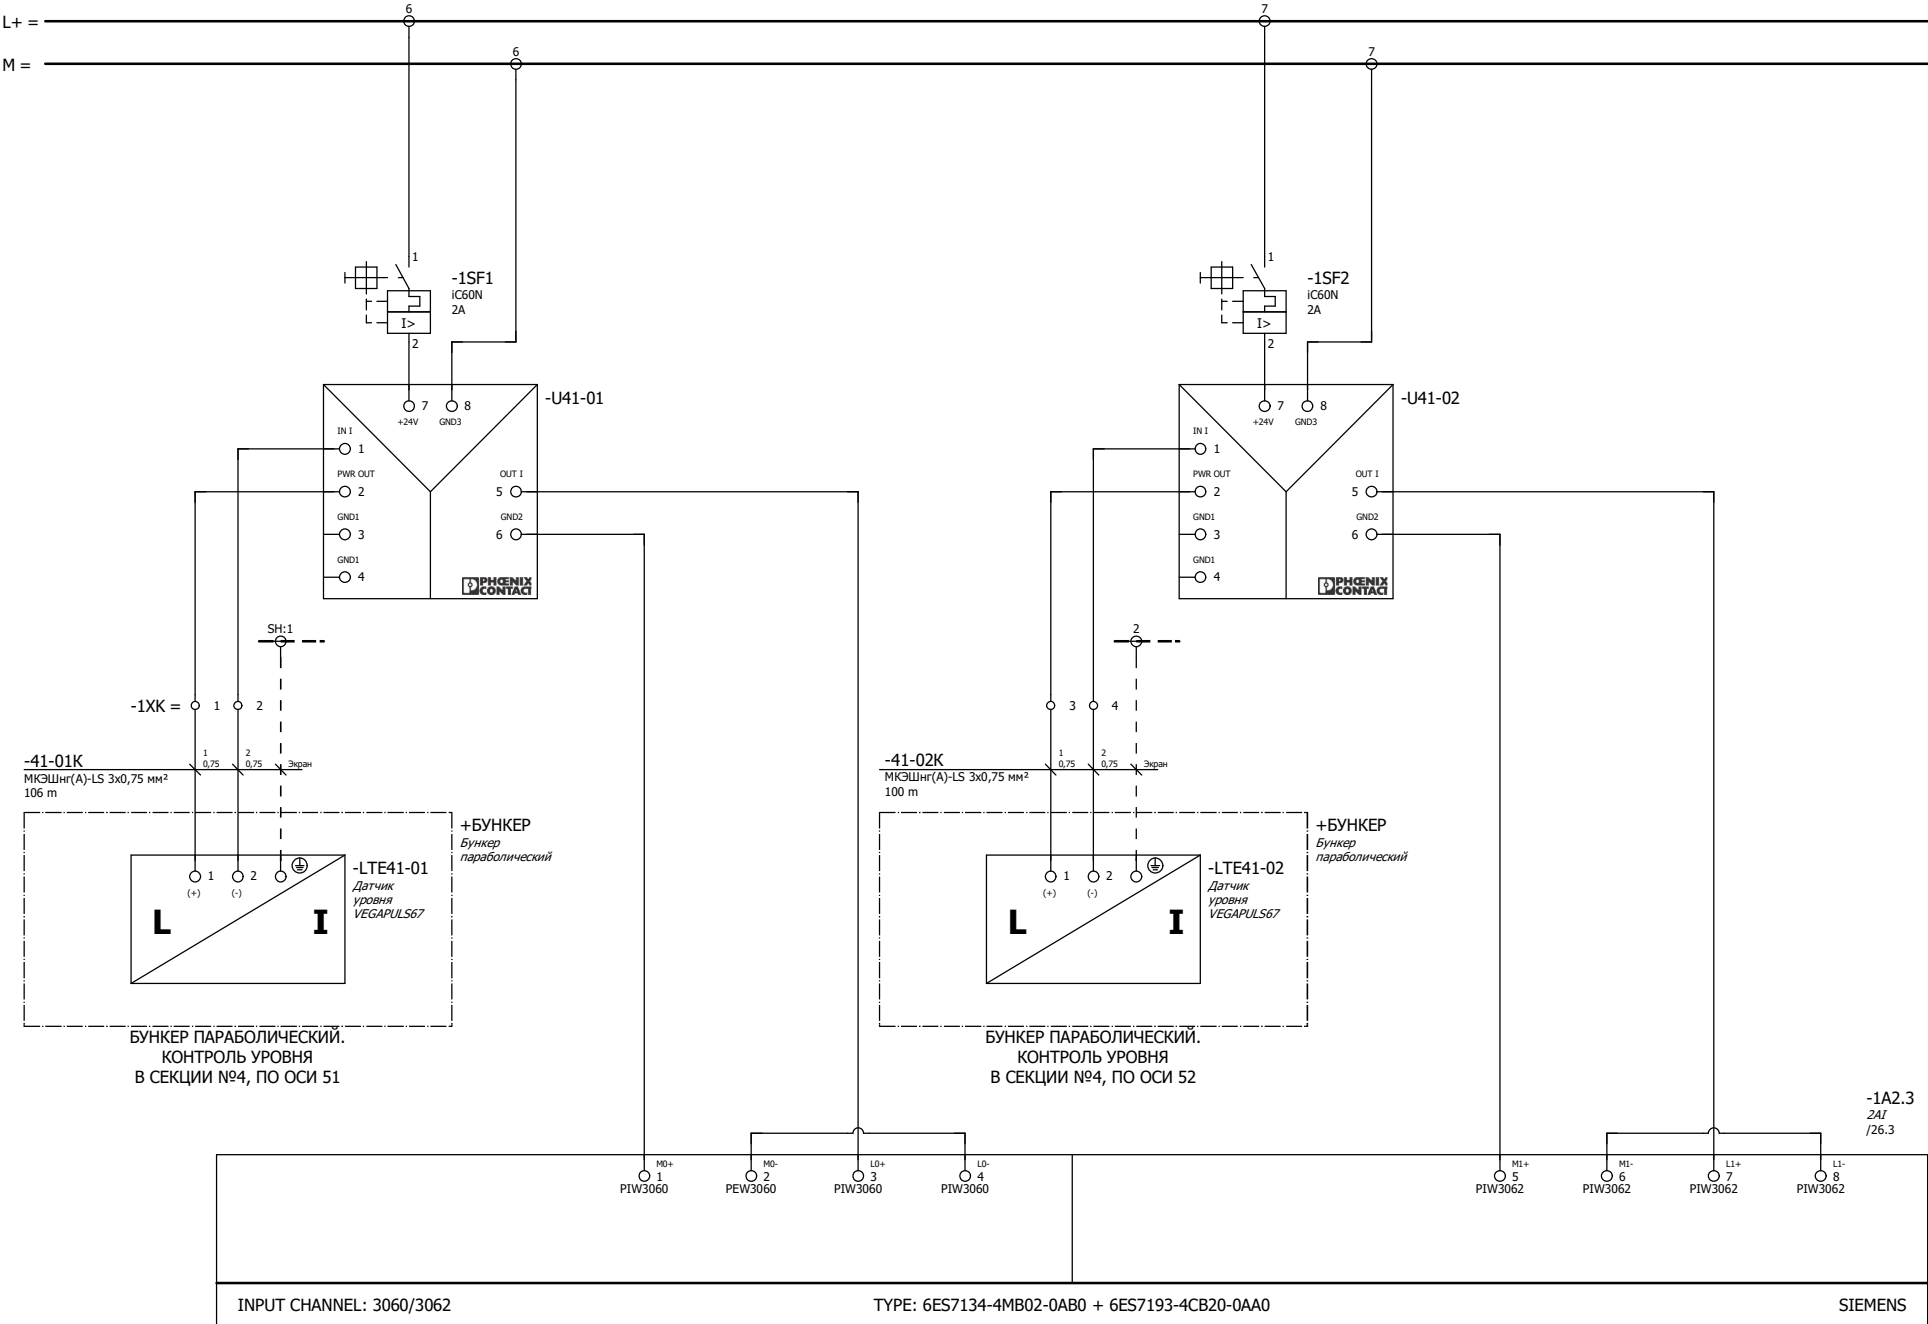 L+ =
6
7
M =
6
7
1
-1SF1
iC60N
2A
I>
2
1
-1SF2
iC60N
2A
I>
2
-U41-01
7
8
+24V
GND3
IN I
1
PWR OUT
2
GND1
3
GND1
4
OUT I
5
GND2
6
PHŒNIX
CONTACT
-U41-02
7
8
+24V
GND3
IN I
1
PWR OUT
2
GND1
3
GND1
4
OUT I
5
GND2
6
PHŒNIX
CONTACT
SH:1
2
-1XK =
1
2
3
4
-41-01К
МКЭШнг(А)-LS 3x0,75 мм²
106 m
1
0,75
2
0,75
Экран
-41-02К
МКЭШнг(А)-LS 3x0,75 мм²
100 m
1
0,75
2
0,75
Экран
+БУНКЕР
Бункер
параболический
-LTE41-01
Датчик
уровня
VEGAPULS67
1
2
(+)
(-)
L
I
БУНКЕР ПАРАБОЛИЧЕСКИЙ.
КОНТРОЛЬ УРОВНЯ
В СЕКЦИИ №4, ПО ОСИ 51
+БУНКЕР
Бункер
параболический
-LTE41-02
Датчик
уровня
VEGAPULS67
1
2
(+)
(-)
L
I
БУНКЕР ПАРАБОЛИЧЕСКИЙ.
КОНТРОЛЬ УРОВНЯ
В СЕКЦИИ №4, ПО ОСИ 52
-1A2.3
2AI
/26.3
M0+
1
PIW3060
M0-
2
PEW3060
L0+
3
PIW3060
L0-
4
PIW3060
M1+
5
PIW3062
M1-
6
PIW3062
L1+
7
PIW3062
L1-
8
PIW3062
INPUT CHANNEL: 3060/3062
TYPE: 6ES7134-4MB02-0AB0 + 6ES7193-4CB20-0AA0
SIEMENS